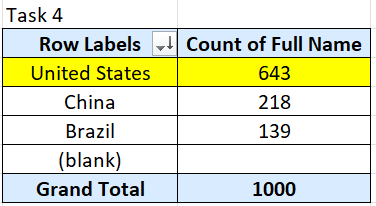 Task 4
Row Labels Count of Full Name
United States 643
China 218
Brazil 139
(blank)
Grand Total 1000